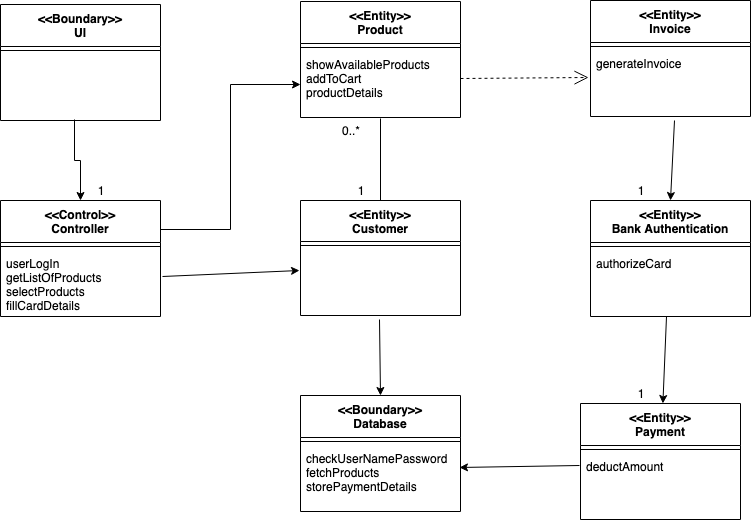 <<Boundary>>
UI
<<Entity>>
Product
showAvailableProducts
addToCart
productDetails
<<Entity>>
Invoice
generateInvoice
0..*
1
1
1
<<Control>>
Controller
userLogIn
getListOfProducts
selectProducts
fillCardDetails
<<Entity>>
Customer
<<Entity>>
Bank Authentication
authorizeCard
1
<<Boundary>>
Database
checkUserNamePassword
fetchProducts
storePaymentDetails
<<Entity>>
Payment
deductAmount